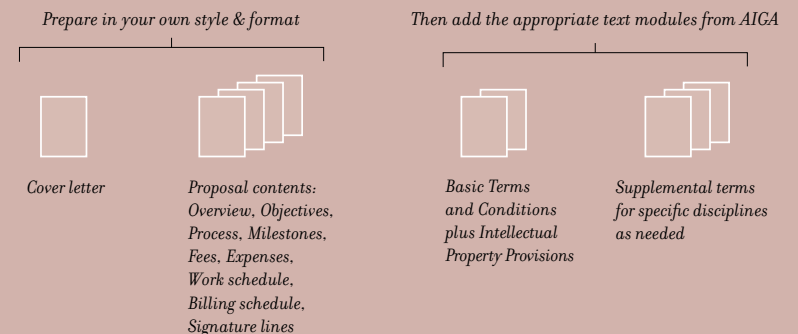 Prepare in your own style & format
Then add the appropriate text modules from AIGA
Cover letter
Proposal contents:
Overview, Objectives,
Process, Milestones,
Fees, Expenses,
Work schedule,
Billing schedule,
Signature lines
Basic Terms
and Conditions
plus Intellectual
Property Provisions
Supplemental terms
for specific disciplines
as needed